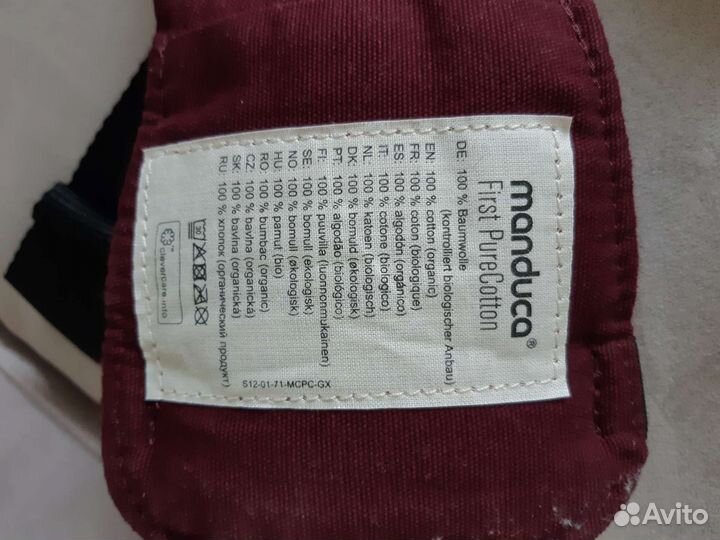 manduca®
First PureCotton
DE: 100 % Baumwolle
(kontrolliert biologischer Anbau)
EN: 100 % cotton (organic)
FR: 100 % coton (biologique)
ES: 100 % algodón (orgánico)
IT: 100 % cotone (biologico)
NL: 100 % katoen (biologisch)
DK: 100 % bomuld (økologisk)
PT: 100 % algodão (biológico)
FI: 100 % puuvilla (luonnonmukainen)
SE: 100 % bomull (ekologisk)
NO: 100 % bomull (økologisk)
HU: 100 % pamut (bio)
RO: 100 % bumbac (organic)
CZ: 100 % bavlna (organická)
SK: 100 % bavlna (organická)
RU: 100 % хлопок (органический продукт)
30°
clevercare.info
S12-01-71-MCPC-GX
Avito